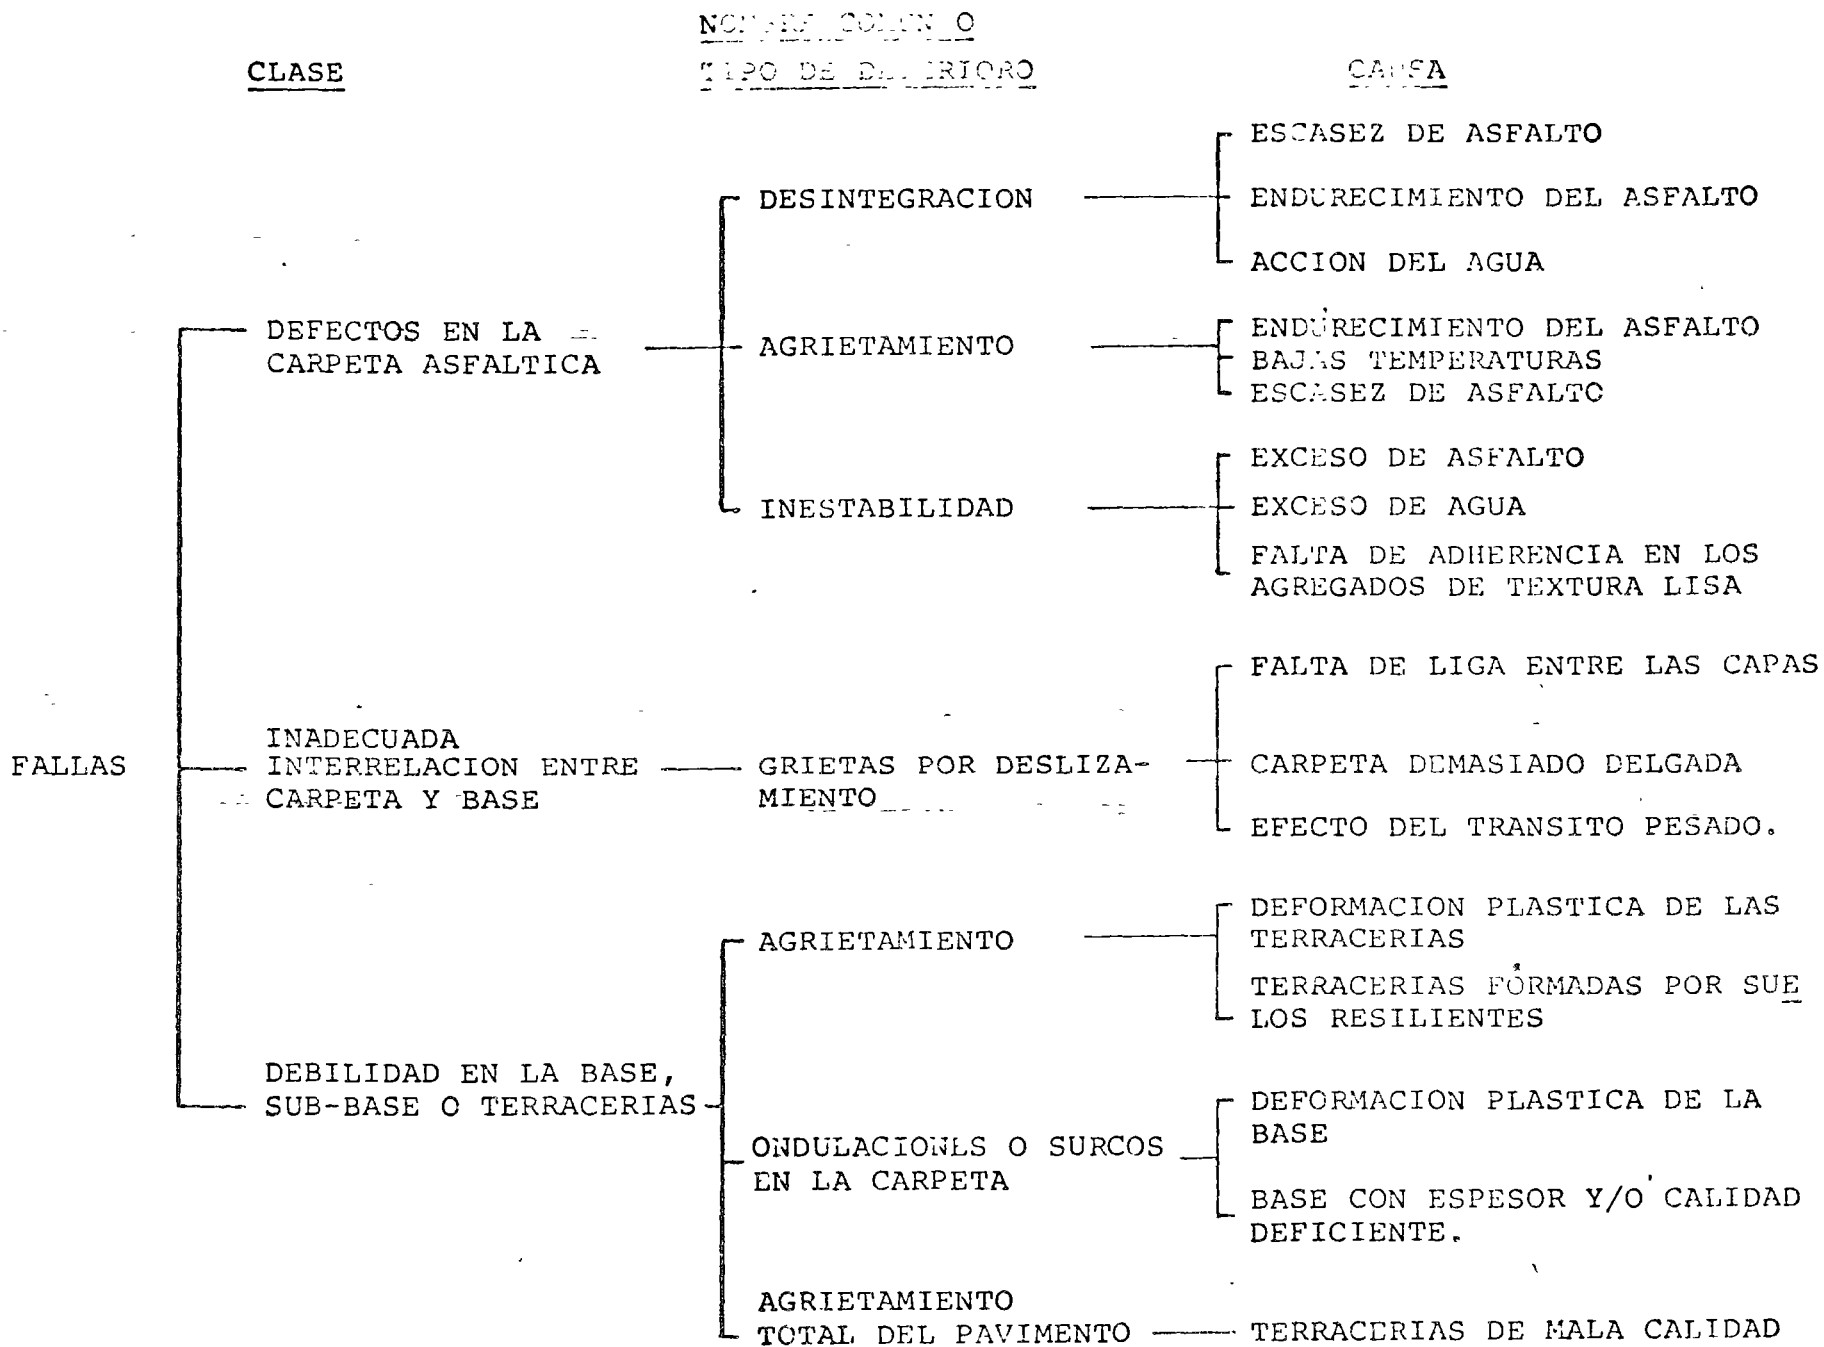 NOMBRE COMUN O
CLASE
TIPO DE DETERIORO
CAUSA
ESCASEZ DE ASFALTO
DESINTEGRACION
ENDURECIMIENTO DEL ASFALTO
ACCION DEL AGUA
DEFECTOS EN LA
CARPETA ASFALTICA
AGRIETAMIENTO
ENDURECIMIENTO DEL ASFALTO
BAJAS TEMPERATURAS
ESCASEZ DE ASFALTO
INESTABILIDAD
EXCESO DE ASFALTO
EXCESO DE AGUA
FALTA DE ADHERENCIA EN LOS
AGREGADOS DE TEXTURA LISA
FALLAS
INADECUADA
INTERRELACION ENTRE
CARPETA Y BASE
GRIETAS POR DESLIZA-
MIENTO
FALTA DE LIGA ENTRE LAS CAPAS
CARPETA DEMASIADO DELGADA
EFECTO DEL TRANSITO PESADO.
DEBILIDAD EN LA BASE,
SUB-BASE O TERRACERIAS
AGRIETAMIENTO
DEFORMACION PLASTICA DE LAS
TERRACERIAS
TERRACERIAS FORMADAS POR SUE
LOS RESILIENTES
ONDULACIONES O SURCOS
EN LA CARPETA
DEFORMACION PLASTICA DE LA
BASE
BASE CON ESPESOR Y/O CALIDAD
DEFICIENTE.
AGRIETAMIENTO
TOTAL DEL PAVIMENTO
TERRACERIAS DE MALA CALIDAD